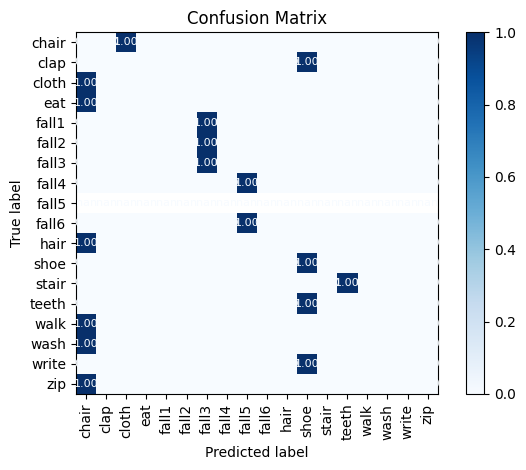 Confusion Matrix
True label
chair 1.00
clap 1.00
cloth 1.00
eat 1.00
fall1 1.00
fall2 1.00
fall3 1.00
fall4 1.00
fall5
fall6 1.00
hair 1.00
shoe 1.00
stair 1.00
teeth 1.00
walk 1.00
wash 1.00
write 1.00
zip 1.00
chair clap cloth eat fall1 fall2 fall3 fall4 fall5 fall6 hair shoe stair teeth walk wash write zip
Predicted label
1.0
0.8
0.6
0.4
0.2
0.0